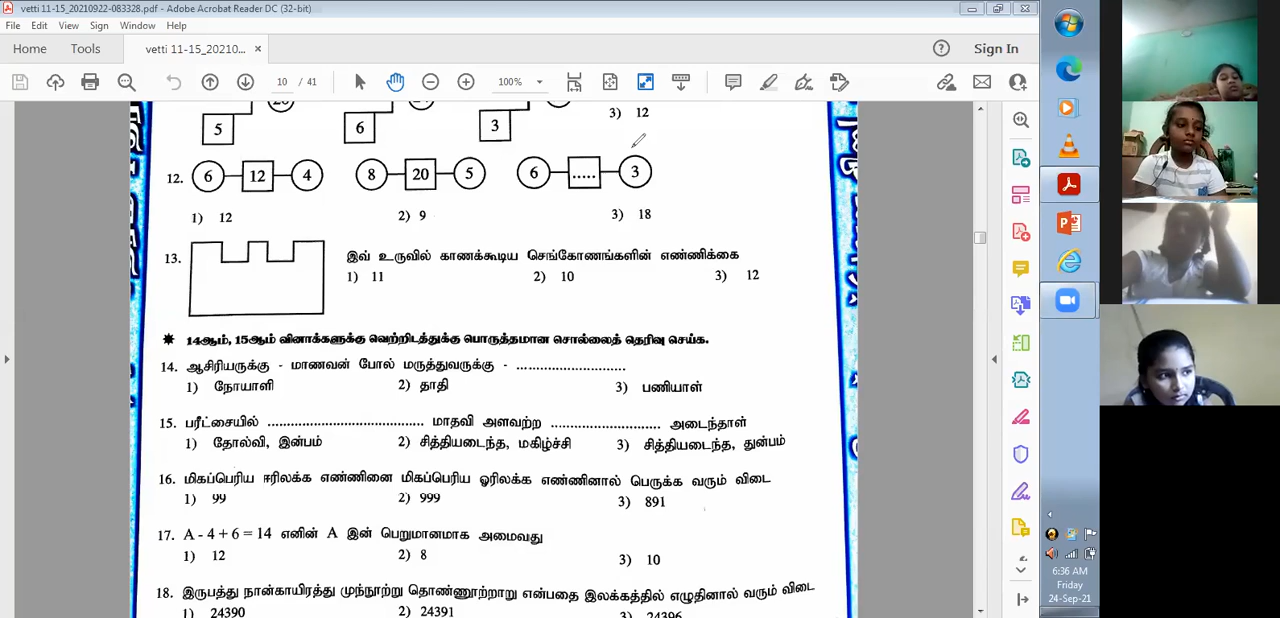 vetti 11-15_20210922-083328.pdf - Adobe Acrobat Reader DC (32-bit)
File Edit View Sign Window Help
Home Tools vetti 11-15_20210... × Sign In
10 / 41 100%
5 6 3 3) 12
12. 6 12 4 8 20 5 6 ..... 3
1) 12 2) 9 3) 18
13. இவ் உருவில் காணக்கூடிய செங்கோணங்களின் எண்ணிக்கை
1) 11 2) 10 3) 12
* 14ஆம், 15ஆம் வினாக்களுக்கு வெற்றிடத்துக்கு பொருத்தமான சொல்லைத் தெரிவு செய்க.
14. ஆசிரியருக்கு - மாணவன் போல் மருத்துவருக்கு - ............................
1) நோயாளி 2) தாதி 3) பணியாள்
15. பரீட்சையில் ........................................ மாதவி அளவற்ற ............................ அடைந்தாள்
1) தோல்வி, இன்பம் 2) சித்தியடைந்த, மகிழ்ச்சி 3) சித்தியடைந்த, துன்பம்
16. மிகப்பெரிய ஈரிலக்க எண்ணினை மிகப்பெரிய ஓரிலக்க எண்ணினால் பெருக்க வரும் விடை
1) 99 2) 999 3) 891
17. A - 4 + 6 = 14 எனின் A இன் பெறுமானமாக அமைவது
1) 12 2) 8 3) 10
18. இருபத்து நான்காயிரத்து முந்நூற்று தொண்ணூற்றாறு என்பதை இலக்கத்தில் எழுதினால் வரும் விடை
1) 24390 2) 24391 3) 24396
6:36 AM
Friday
24-Sep-21